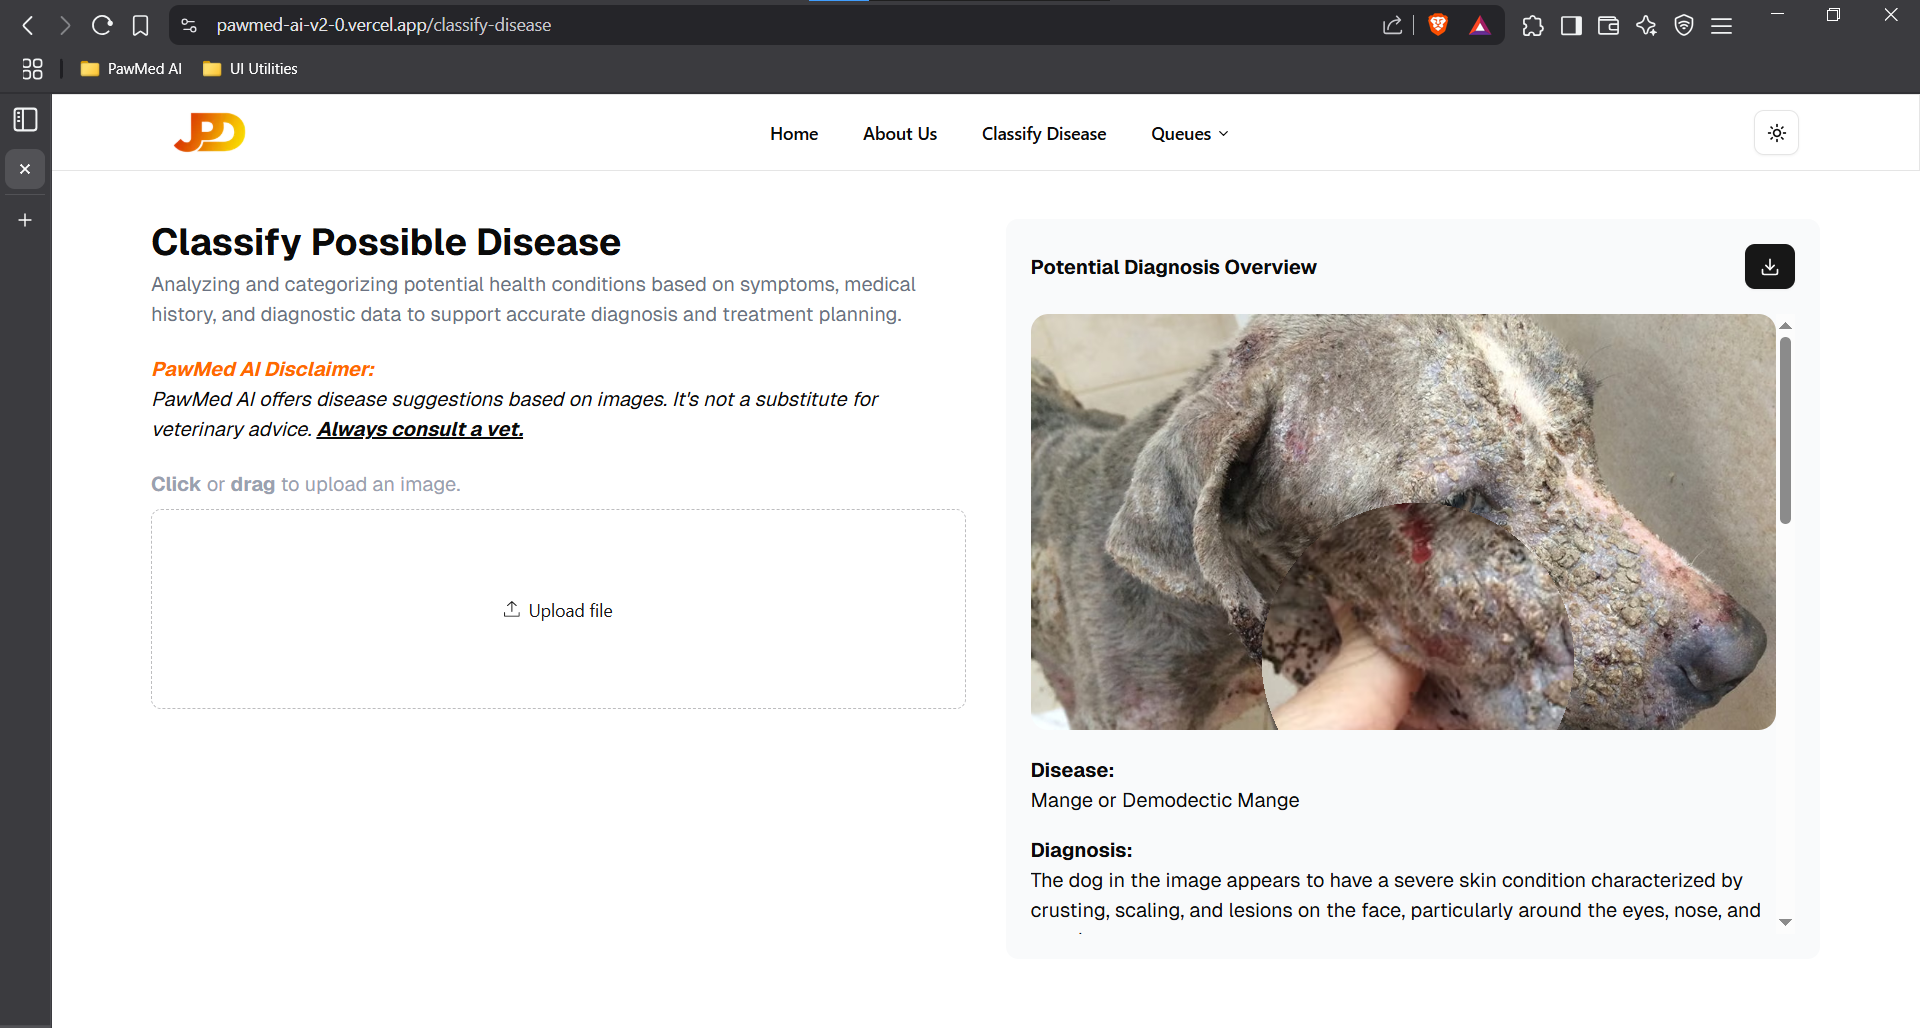 pawmed-ai-v2-0.vercel.app/classify-disease
PawMed AI
UI Utilities
JPD
Home
About Us
Classify Disease
Queues
Classify Possible Disease
Analyzing and categorizing potential health conditions based on symptoms, medical
history, and diagnostic data to support accurate diagnosis and treatment planning.
PawMed AI Disclaimer:
PawMed AI offers disease suggestions based on images. It's not a substitute for
veterinary advice. Always consult a vet.
Click or drag to upload an image.
Upload file
Potential Diagnosis Overview
Disease:
Mange or Demodectic Mange
Diagnosis:
The dog in the image appears to have a severe skin condition characterized by
crusting, scaling, and lesions on the face, particularly around the eyes, nose, and